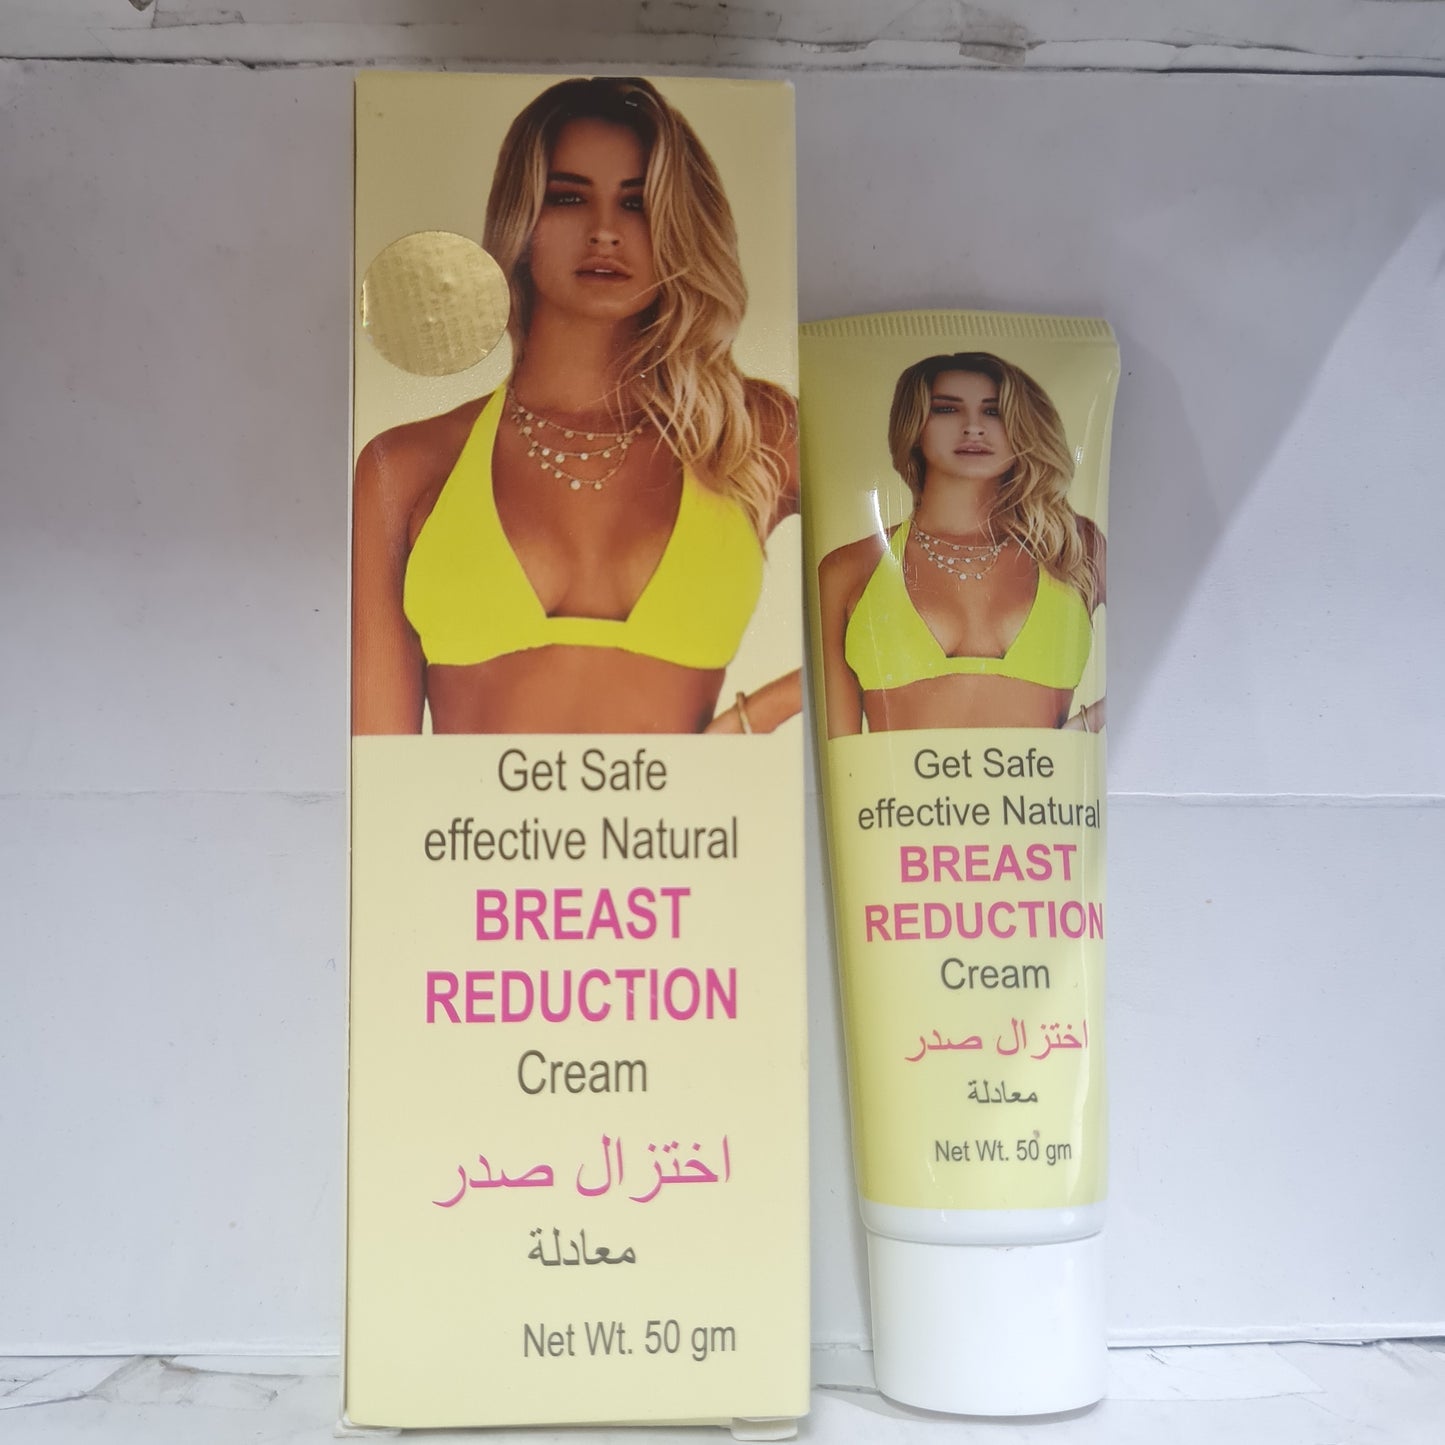 Get Safe
effective Natural
BREAST
REDUCTION
Cream
اختزال صدر
معادلة
Net Wt. 50 gm
Get Safe
effective Natural
BREAST
REDUCTION
Cream
اختزال صدر
معادلة
Net Wt. 50 gm